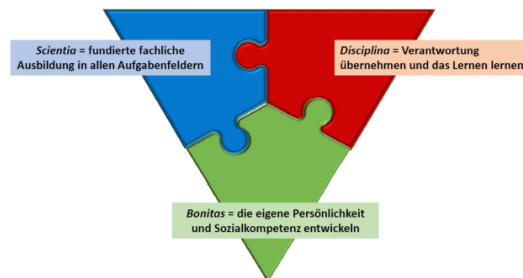 Scientia = fundierte fachliche
Ausbildung in allen Aufgabenfeldern
Disciplina = Verantwortung
übernehmen und das Lernen lernen
Bonitas = die eigene Persönlichkeit
und Sozialkompetenz entwickeln